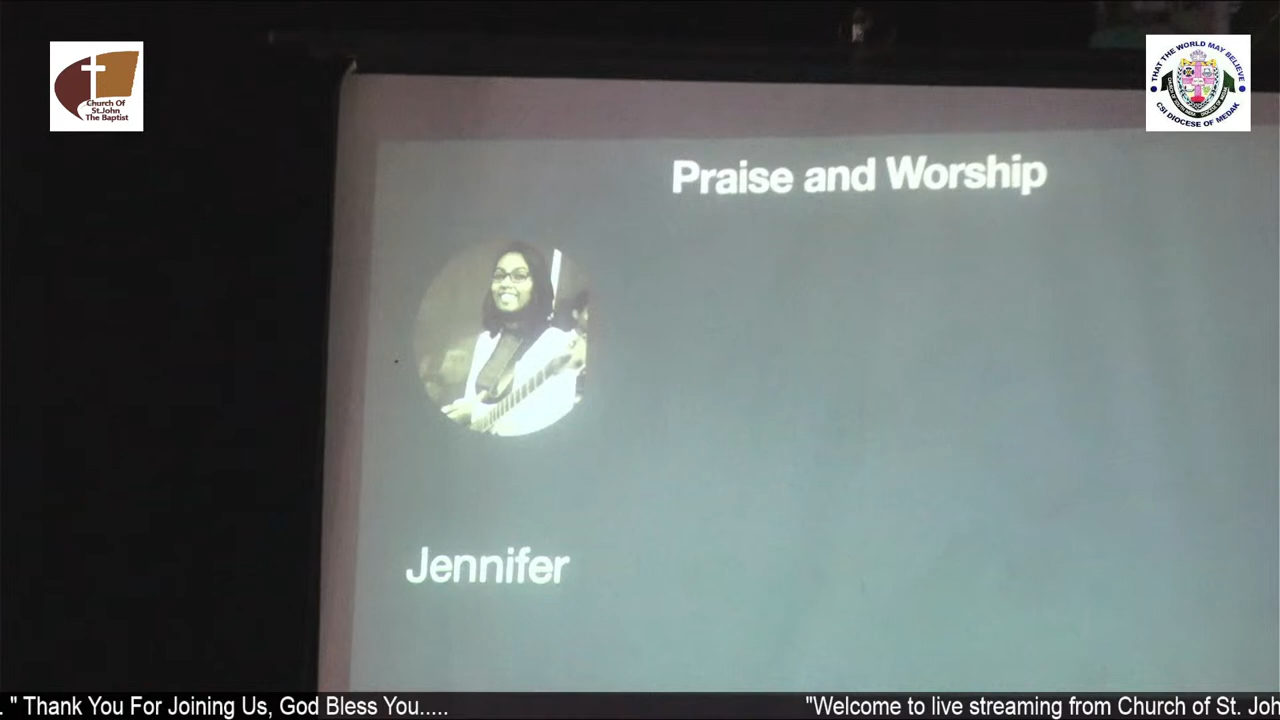 Church Of
St.John
The Baptist
THAT THE WORLD MAY BELIEVE
CSI DIOCESE OF MEDAK
Praise and Worship
Jennifer
. " Thank You For Joining Us, God Bless You.....
"Welcome to live streaming from Church of St. Joh